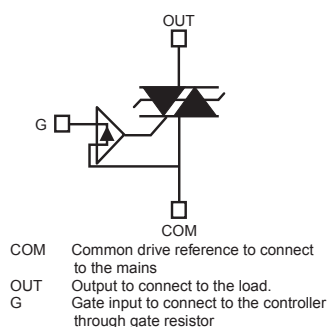 OUT
G
COM
COM Common drive reference to connect
to the mains
OUT Output to connect to the load.
G Gate input to connect to the controller
through gate resistor